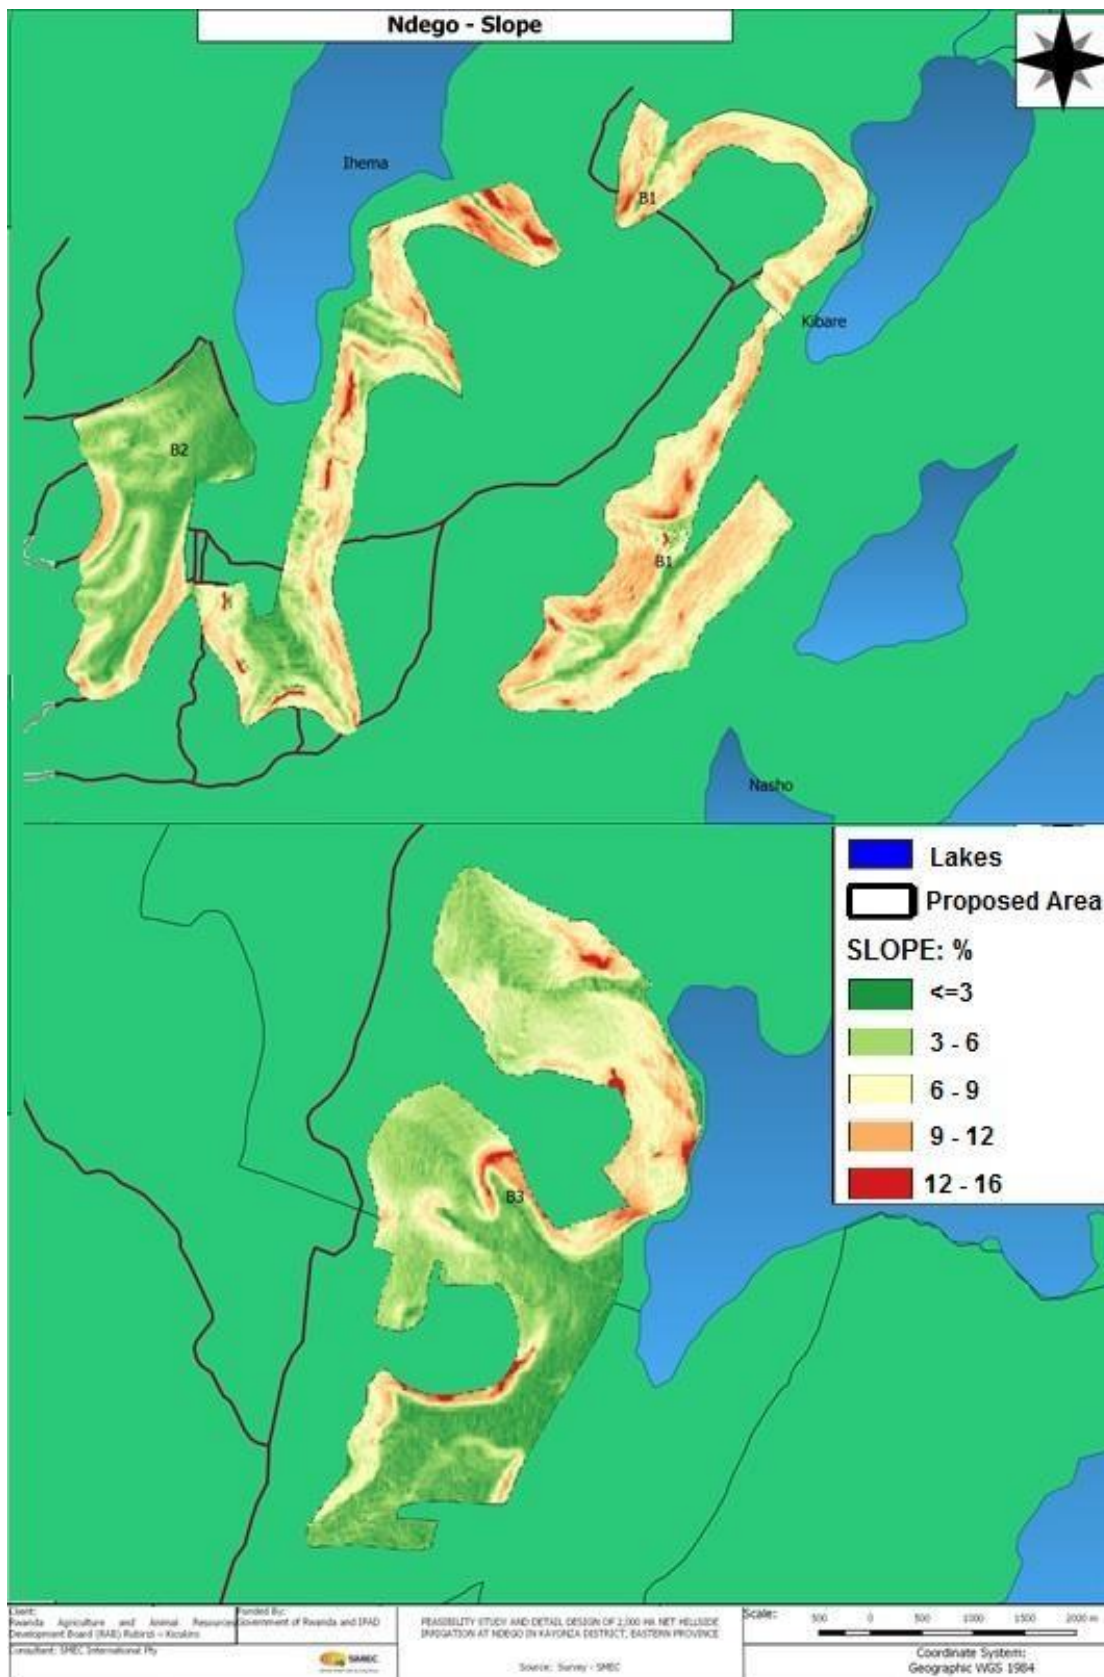 Ndego - Slope
Ihema
B1
Kibare
B2
B1
Nasho
Lakes
Proposed Area
SLOPE: %
<=3
3 - 6
6 - 9
9 - 12
12 - 16
B3
Client:
Rwanda Agriculture and Animal Resources
Development Board (RAB) Rubirizi - Kicukiro
Funded By:
Government of Rwanda and IFAD
Consultant: SMEC International Pty
SMEC
FEASIBILITY STUDY AND DETAIL DESIGN OF 2,000 HA NET HILLSIDE
IRRIGATION AT NDEGO IN KAYONZA DISTRICT, EASTERN PROVINCE
Source: Survey - SMEC
Scale:
500 0 500 1000 1500 2000 m
Coordinate System:
Geographic WGS 1984